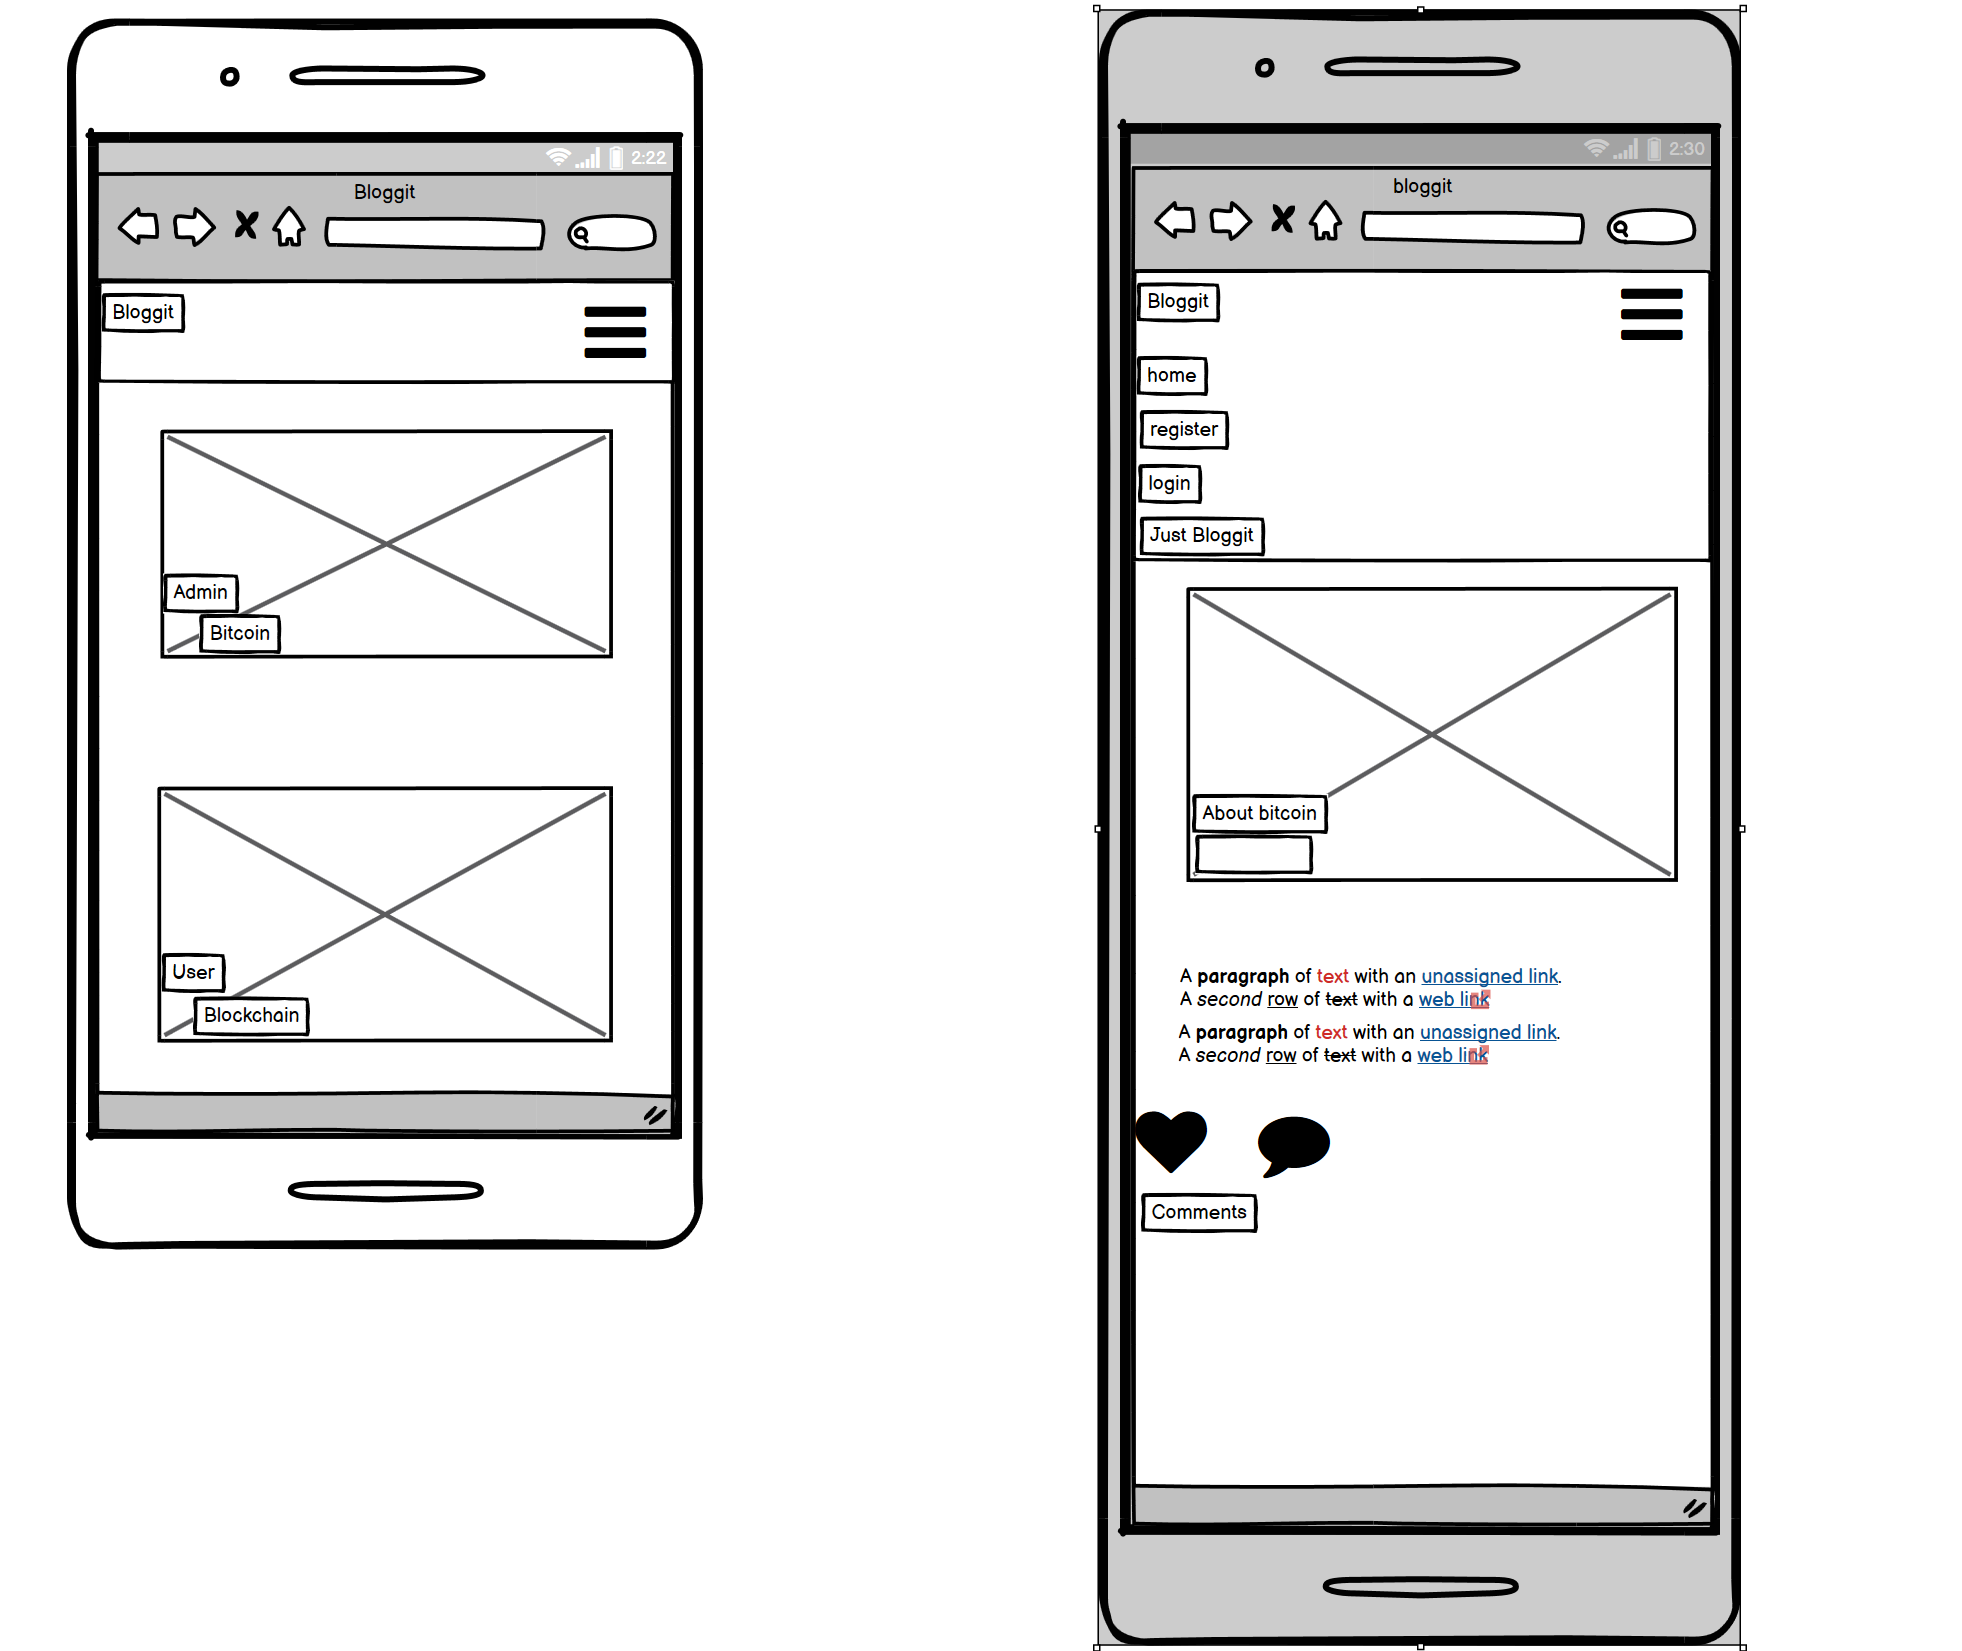 2:22
Bloggit
Bloggit
Admin
Bitcoin
User
Blockchain
2:30
bloggit
Bloggit
home
register
login
Just Bloggit
About bitcoin
A paragraph of text with an unassigned link.
A second row of text with a web link
A paragraph of text with an unassigned link.
A second row of text with a web link
Comments